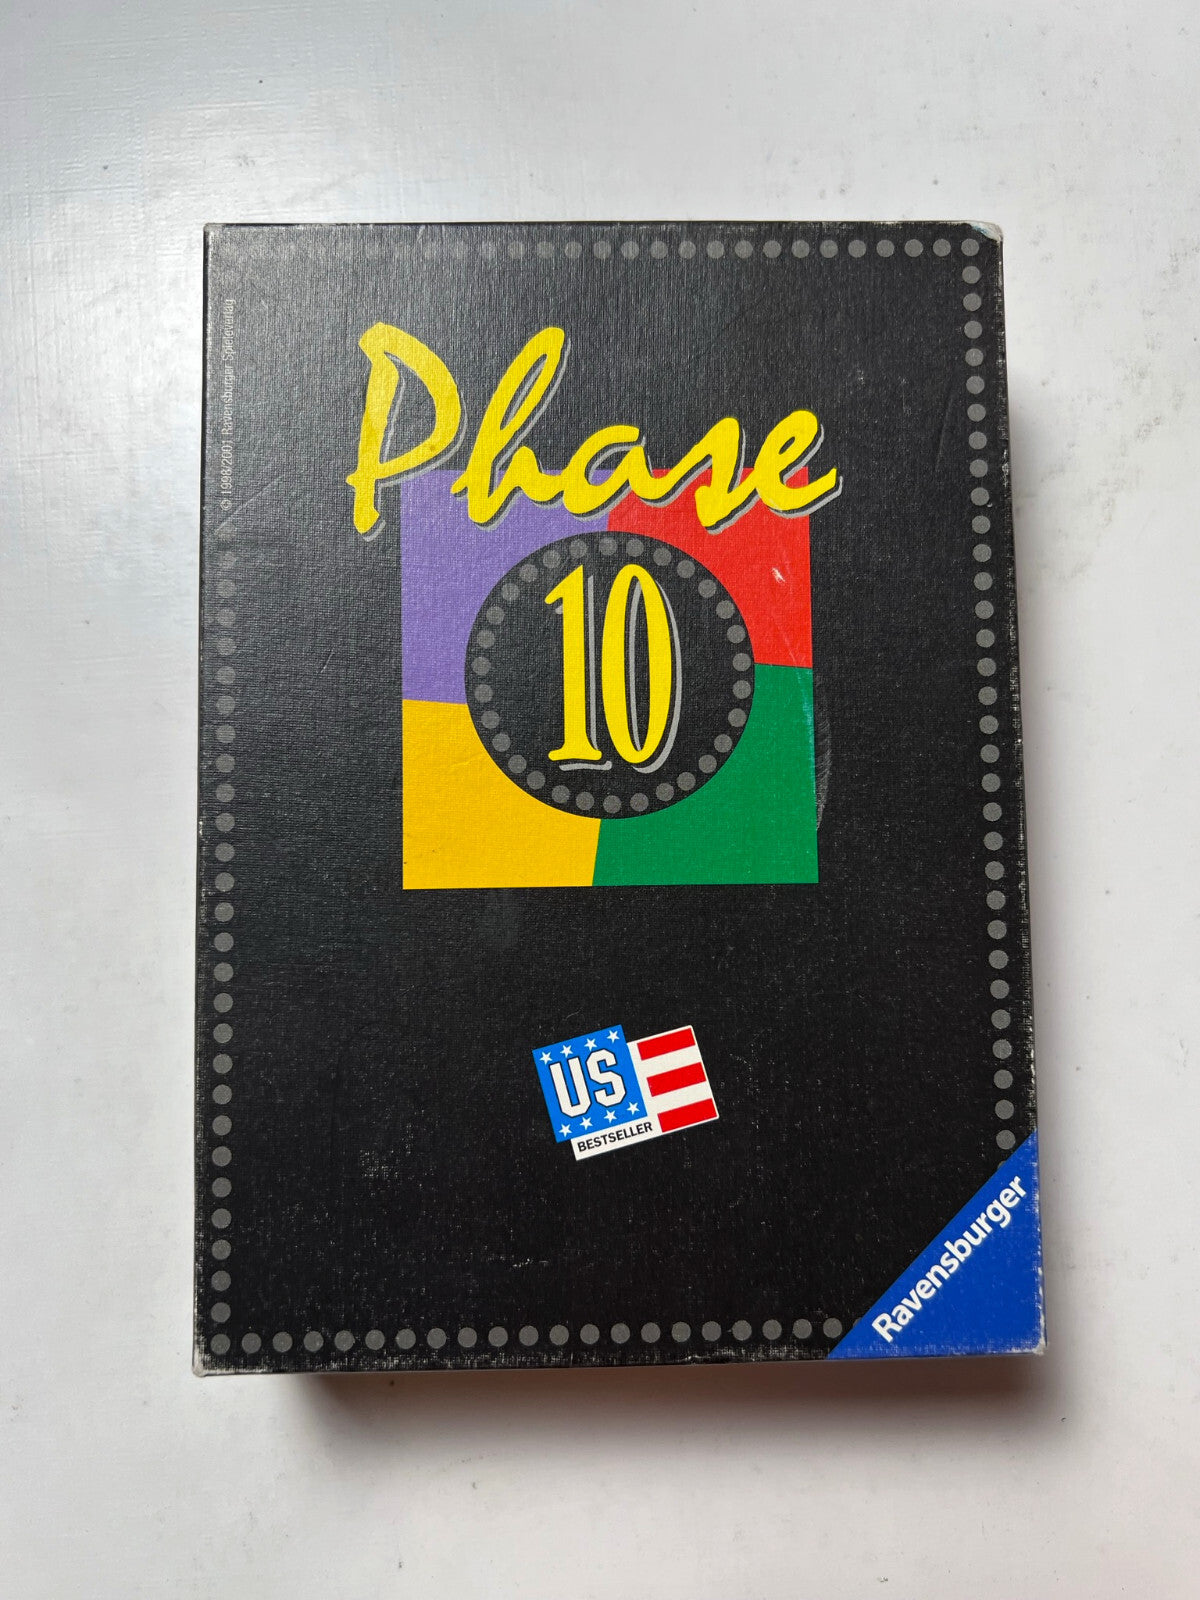 © 1998/2001 Ravensburger Spieleverlag
Phase
10
US
BESTSELLER
Ravensburger